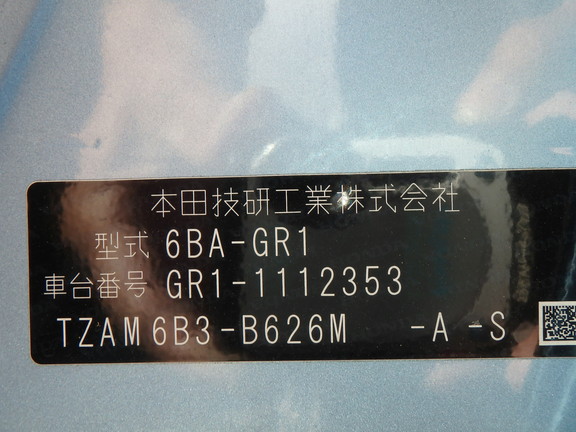 本田技研工業株式会社
型式 6BA-GR1
車台番号 GR1-1112353
TZAM6B3-B626M -A -S